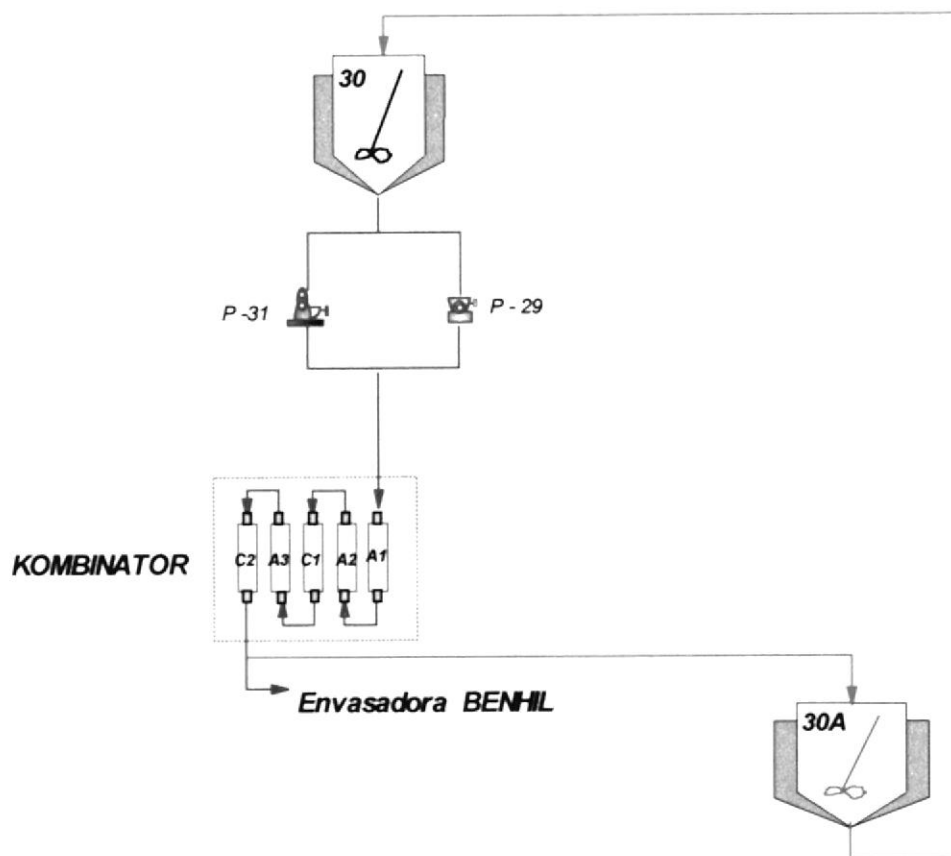 30
P -31
P - 29
KOMBINATOR
C2 A3 C1 A2 A1
Envasadora BENHIL
30A